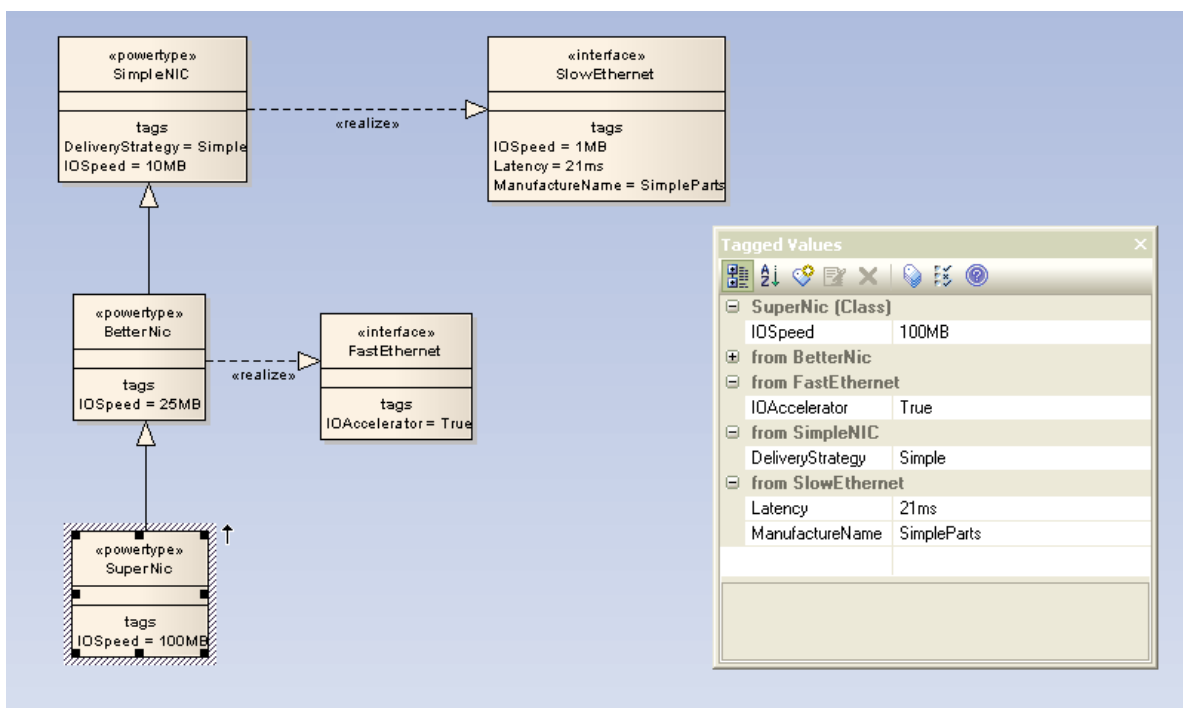 «powertype»
SimpleNIC
tags
DeliveryStrategy = Simple
IOSpeed = 10MB
«realize»
«interface»
SlowEthernet
tags
IOSpeed = 1MB
Latency = 21ms
ManufactureName = SimpleParts
«powertype»
BetterNic
tags
IOSpeed = 25MB
«realize»
«interface»
FastEthernet
tags
IOAccelerator = True
«powertype»
SuperNic
tags
IOSpeed = 100MB
Tagged Values
SuperNic (Class)
IOSpeed 100MB
from BetterNic
from FastEthernet
IOAccelerator True
from SimpleNIC
DeliveryStrategy Simple
from SlowEthernet
Latency 21ms
ManufactureName SimpleParts